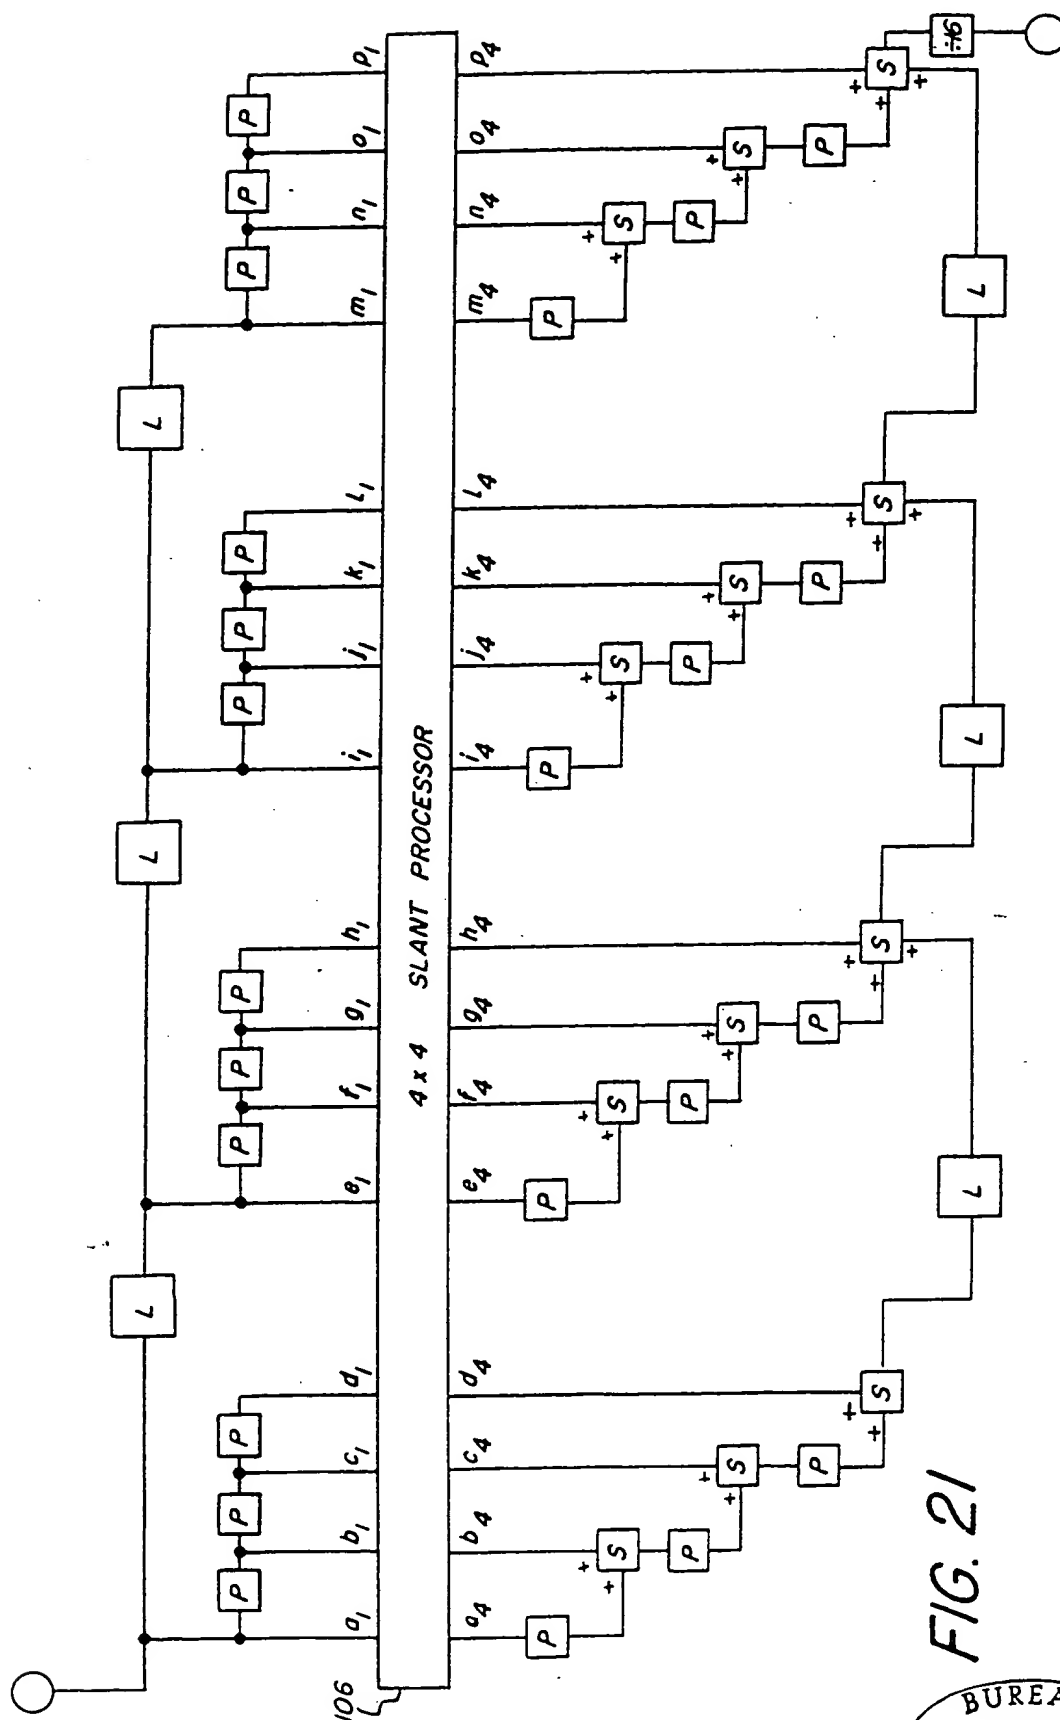 L L L
P P P P P P P P P P P P
a1 b1 c1 d1 e1 f1 g1 h1 i1 j1 k1 l1 m1 n1 o1 p1
106
4 x 4 SLANT PROCESSOR
a4 b4 c4 d4 e4 f4 g4 h4 i4 j4 k4 l4 m4 n4 o4 p4
P P P P
+ + + +
+ S + S + S + S
P P P P
+ + + +
+ S + S + S + S
P P P P
+ + + +
+ S + S + S + S ÷16
+ + +
L L L
FIG. 21
BUREA